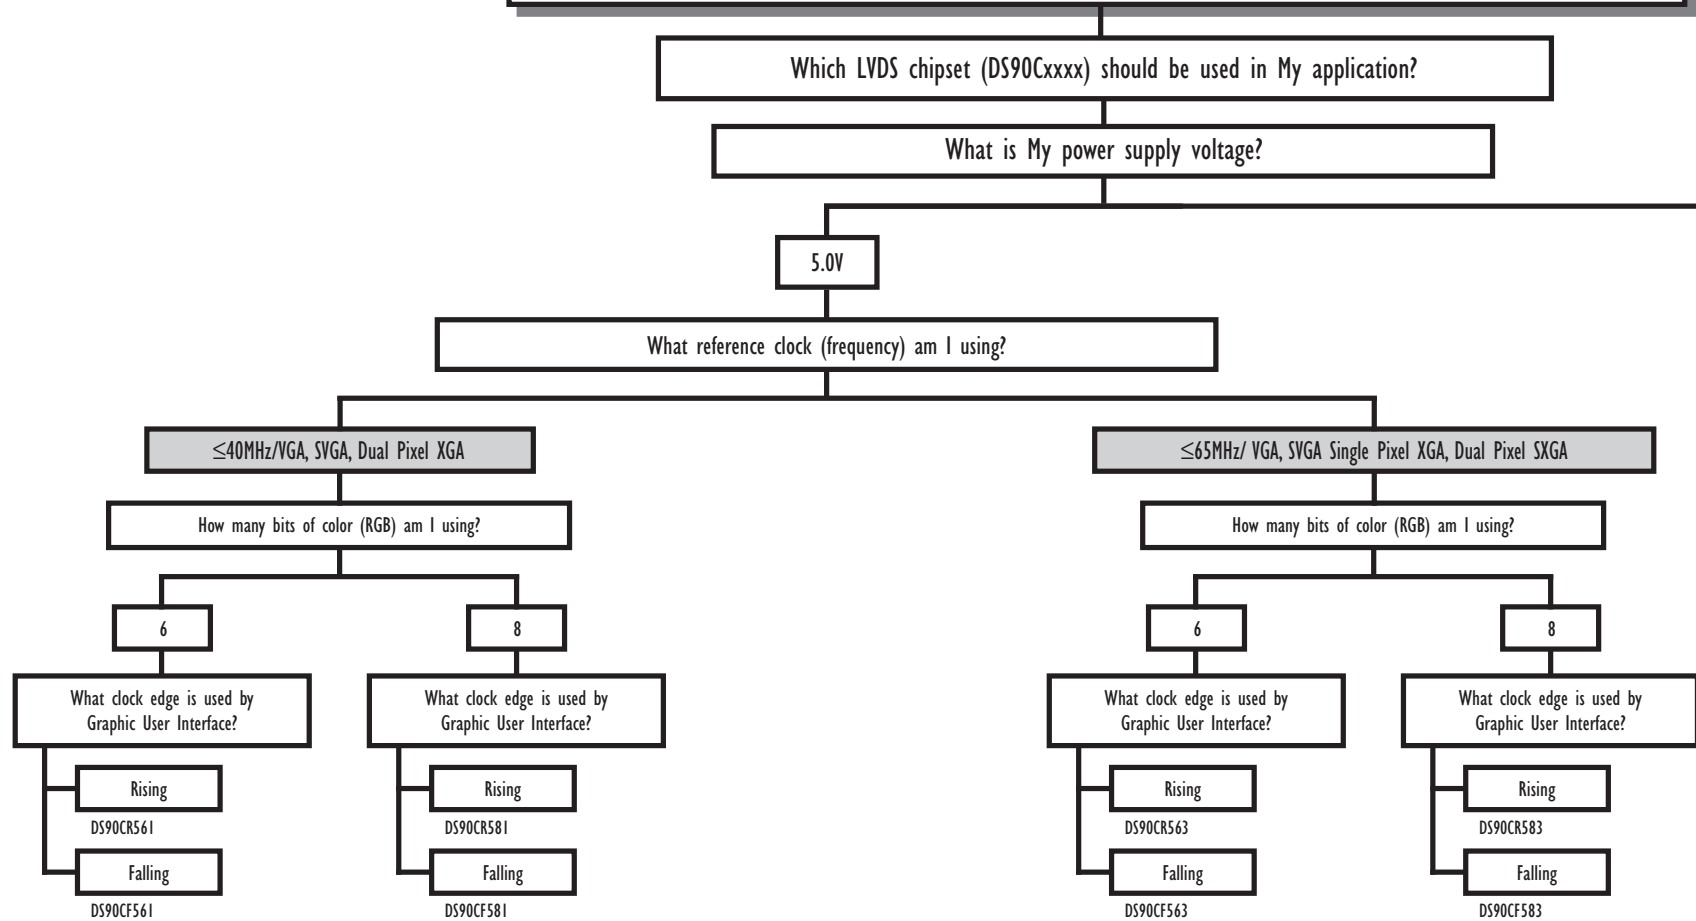 Which LVDS chipset (DS90Cxxxx) should be used in My application?
What is My power supply voltage?
5.0V
What reference clock (frequency) am I using?
≤40MHz/VGA, SVGA, Dual Pixel XGA
≤65MHz/ VGA, SVGA Single Pixel XGA, Dual Pixel SXGA
How many bits of color (RGB) am I using?
How many bits of color (RGB) am I using?
6
8
6
8
What clock edge is used by
Graphic User Interface?
What clock edge is used by
Graphic User Interface?
What clock edge is used by
Graphic User Interface?
What clock edge is used by
Graphic User Interface?
Rising
Rising
Rising
Rising
DS90CR561
DS90CR581
DS90CR563
DS90CR583
Falling
Falling
Falling
Falling
DS90CF561
DS90CF581
DS90CF563
DS90CF583